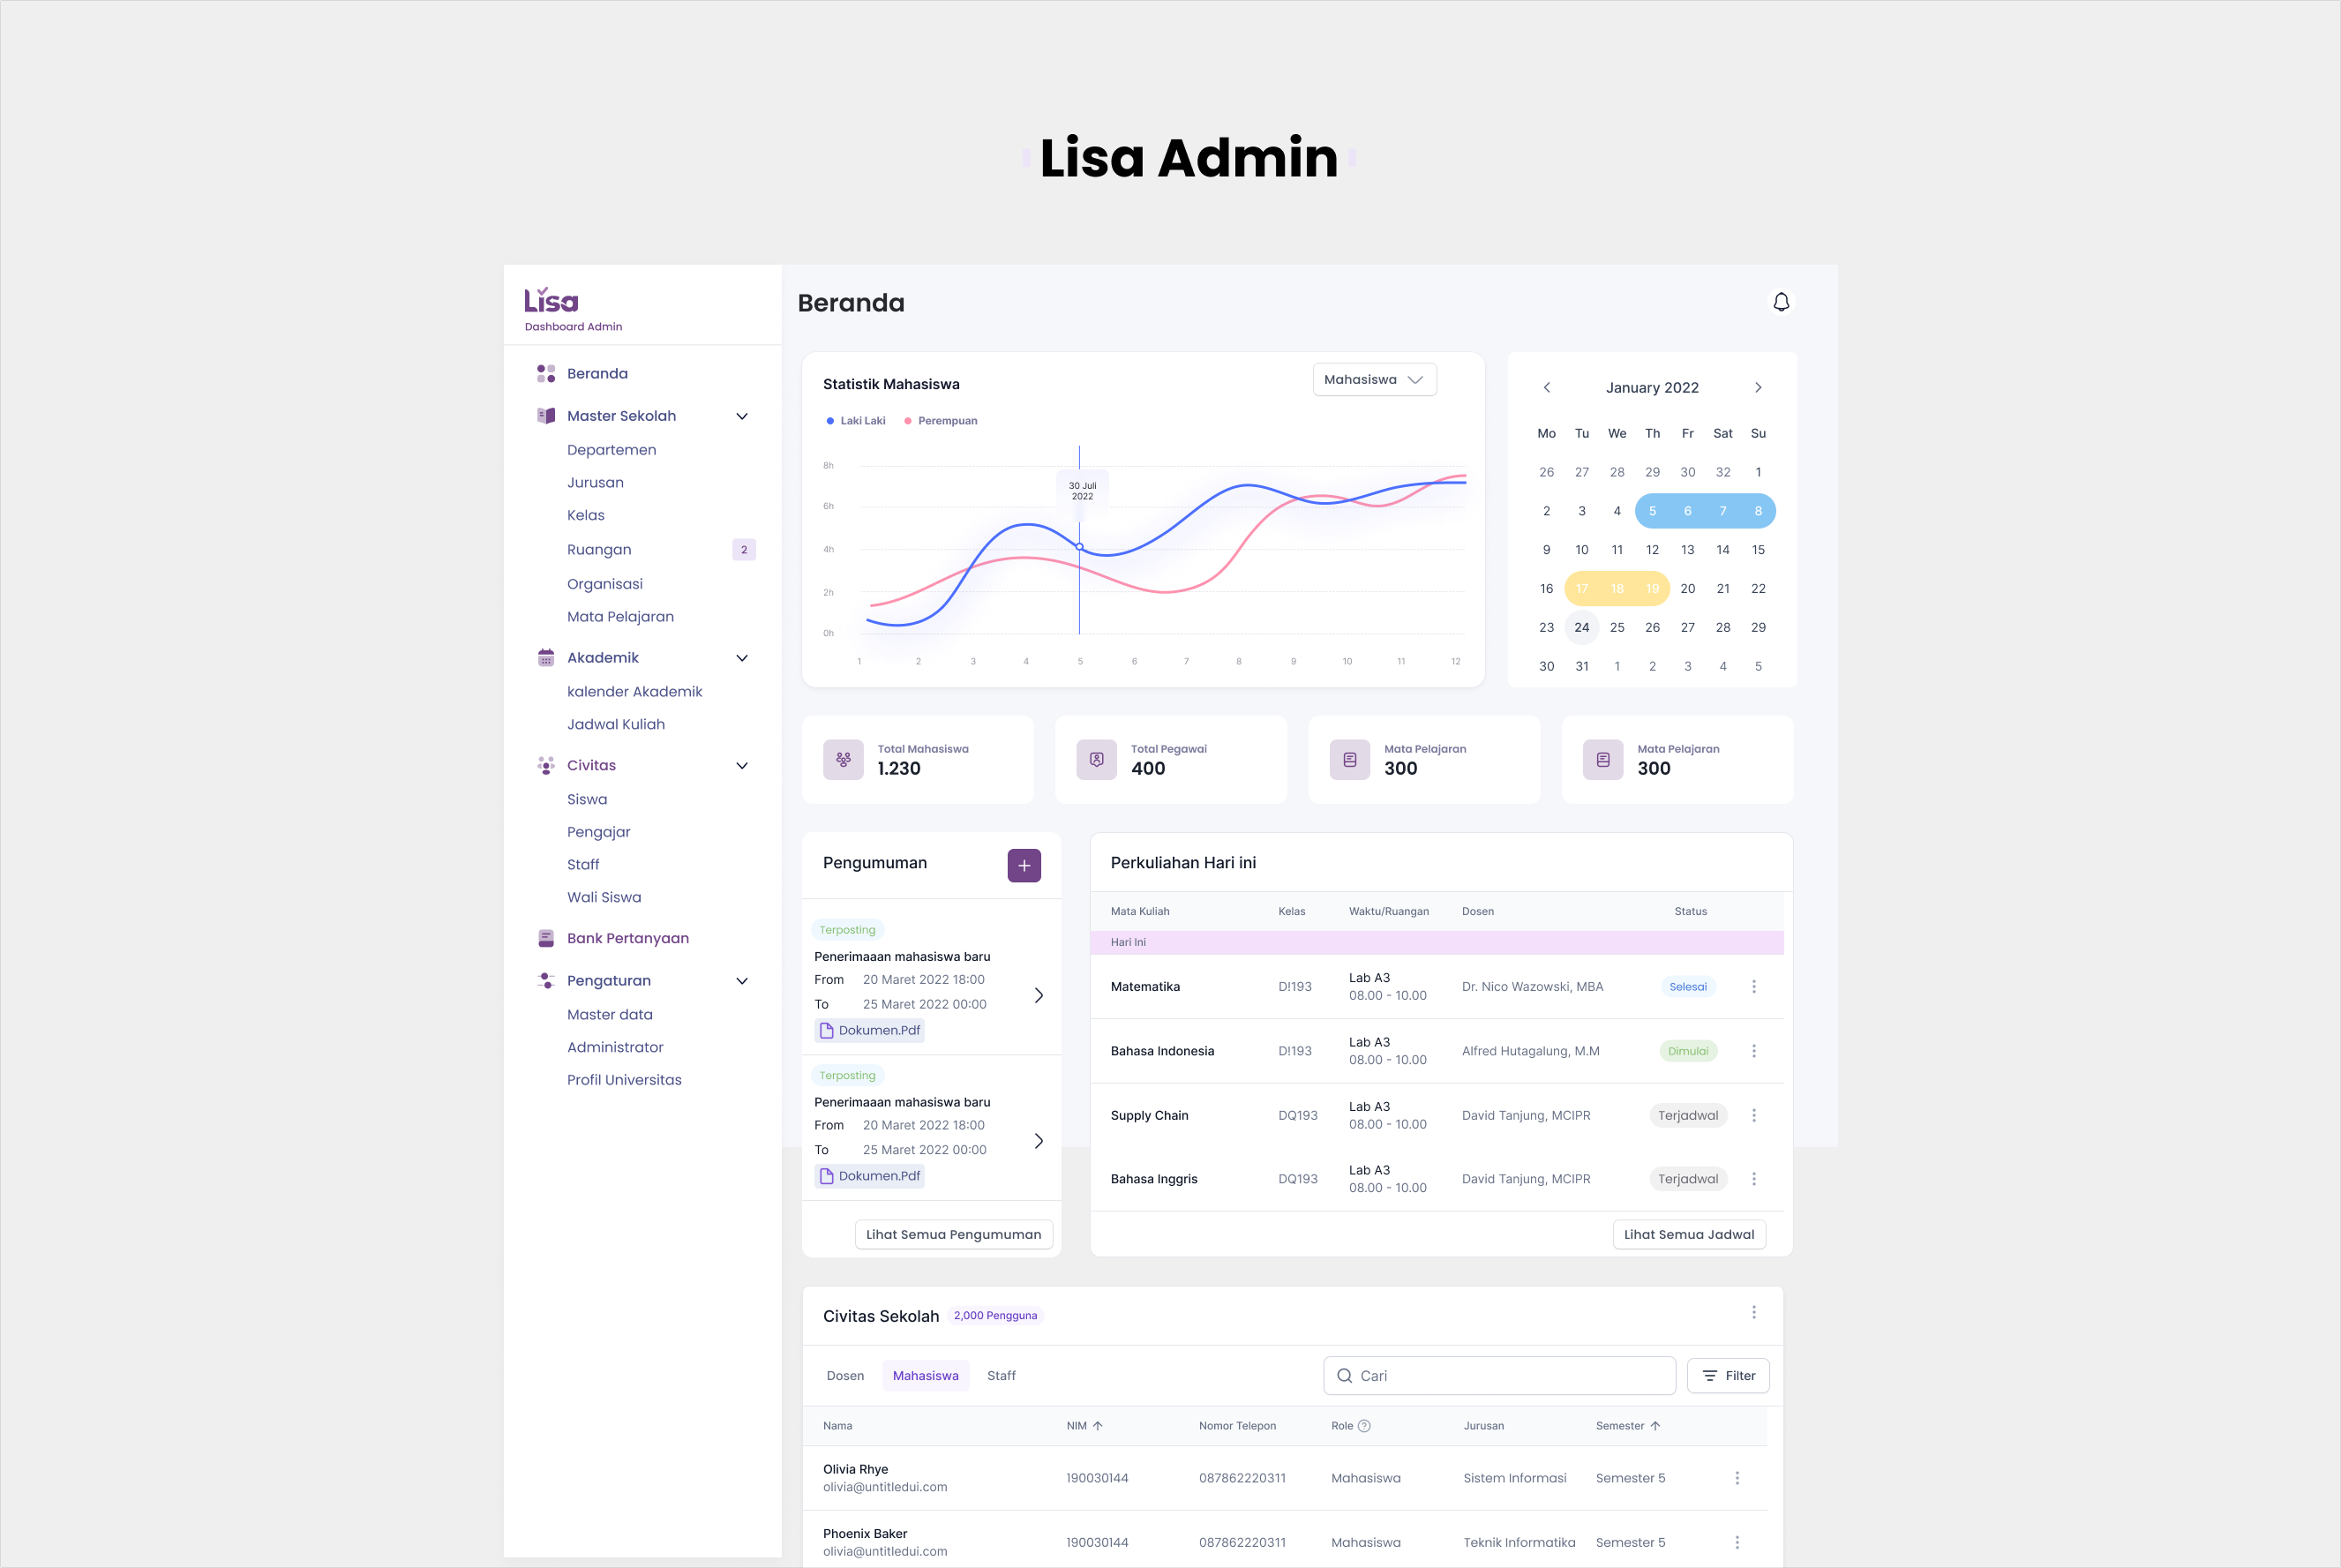 Lisa Admin
Lisa
Dashboard Admin
Beranda
Master Sekolah
Departemen
Jurusan
Kelas
Ruangan 2
Organisasi
Mata Pelajaran
Akademik
kalender Akademik
Jadwal Kuliah
Civitas
Siswa
Pengajar
Staff
Wali Siswa
Bank Pertanyaan
Pengaturan
Master data
Administrator
Profil Universitas
Beranda
Statistik Mahasiswa
Mahasiswa
Laki Laki Perempuan
8h
6h
4h
2h
0h
30 Juli
2022
1 2 3 4 5 6 7 8 9 10 11 12
January 2022
Mo Tu We Th Fr Sat Su
26 27 28 29 30 32 1
2 3 4 5 6 7 8
9 10 11 12 13 14 15
16 17 18 19 20 21 22
23 24 25 26 27 28 29
30 31 1 2 3 4 5
Total Mahasiswa
1.230
Total Pegawai
400
Mata Pelajaran
300
Mata Pelajaran
300
Pengumuman
Terposting
Penerimaaan mahasiswa baru
From 20 Maret 2022 18:00
To 25 Maret 2022 00:00
Dokumen.Pdf
Terposting
Penerimaaan mahasiswa baru
From 20 Maret 2022 18:00
To 25 Maret 2022 00:00
Dokumen.Pdf
Lihat Semua Pengumuman
Perkuliahan Hari ini
Mata Kuliah Kelas Waktu/Ruangan Dosen Status
Hari Ini
Matematika D!193 Lab A3 08.00 - 10.00 Dr. Nico Wazowski, MBA Selesai
Bahasa Indonesia D!193 Lab A3 08.00 - 10.00 Alfred Hutagalung, M.M Dimulai
Supply Chain DQ193 Lab A3 08.00 - 10.00 David Tanjung, MCIPR Terjadwal
Bahasa Inggris DQ193 Lab A3 08.00 - 10.00 David Tanjung, MCIPR Terjadwal
Lihat Semua Jadwal
Civitas Sekolah 2,000 Pengguna
Dosen Mahasiswa Staff
Cari
Filter
Nama NIM Nomor Telepon Role Jurusan Semester
Olivia Rhye
olivia@untitledui.com
190030144 087862220311 Mahasiswa Sistem Informasi Semester 5
Phoenix Baker
olivia@untitledui.com
190030144 087862220311 Mahasiswa Teknik Informatika Semester 5